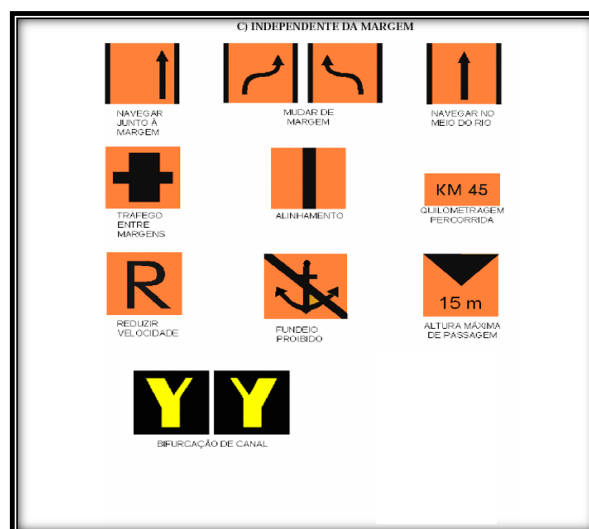 C) INDEPENDENTE DA MARGEM
NAVEGAR
JUNTO À
MARGEM
MUDAR DE
MARGEM
NAVEGAR NO
MEIO DO RIO
TRAFEGO
ENTRE
MARGENS
ALINHAMENTO
KM 45
QUILOMETRAGEM
PERCORRIDA
R
REDUZIR
VELOCIDADE
FUNDEIO
PROIBIDO
15 m
ALTURA MÁXIMA
DE PASSAGEM
Y Y
BIFURCAÇÃO DE CANAL